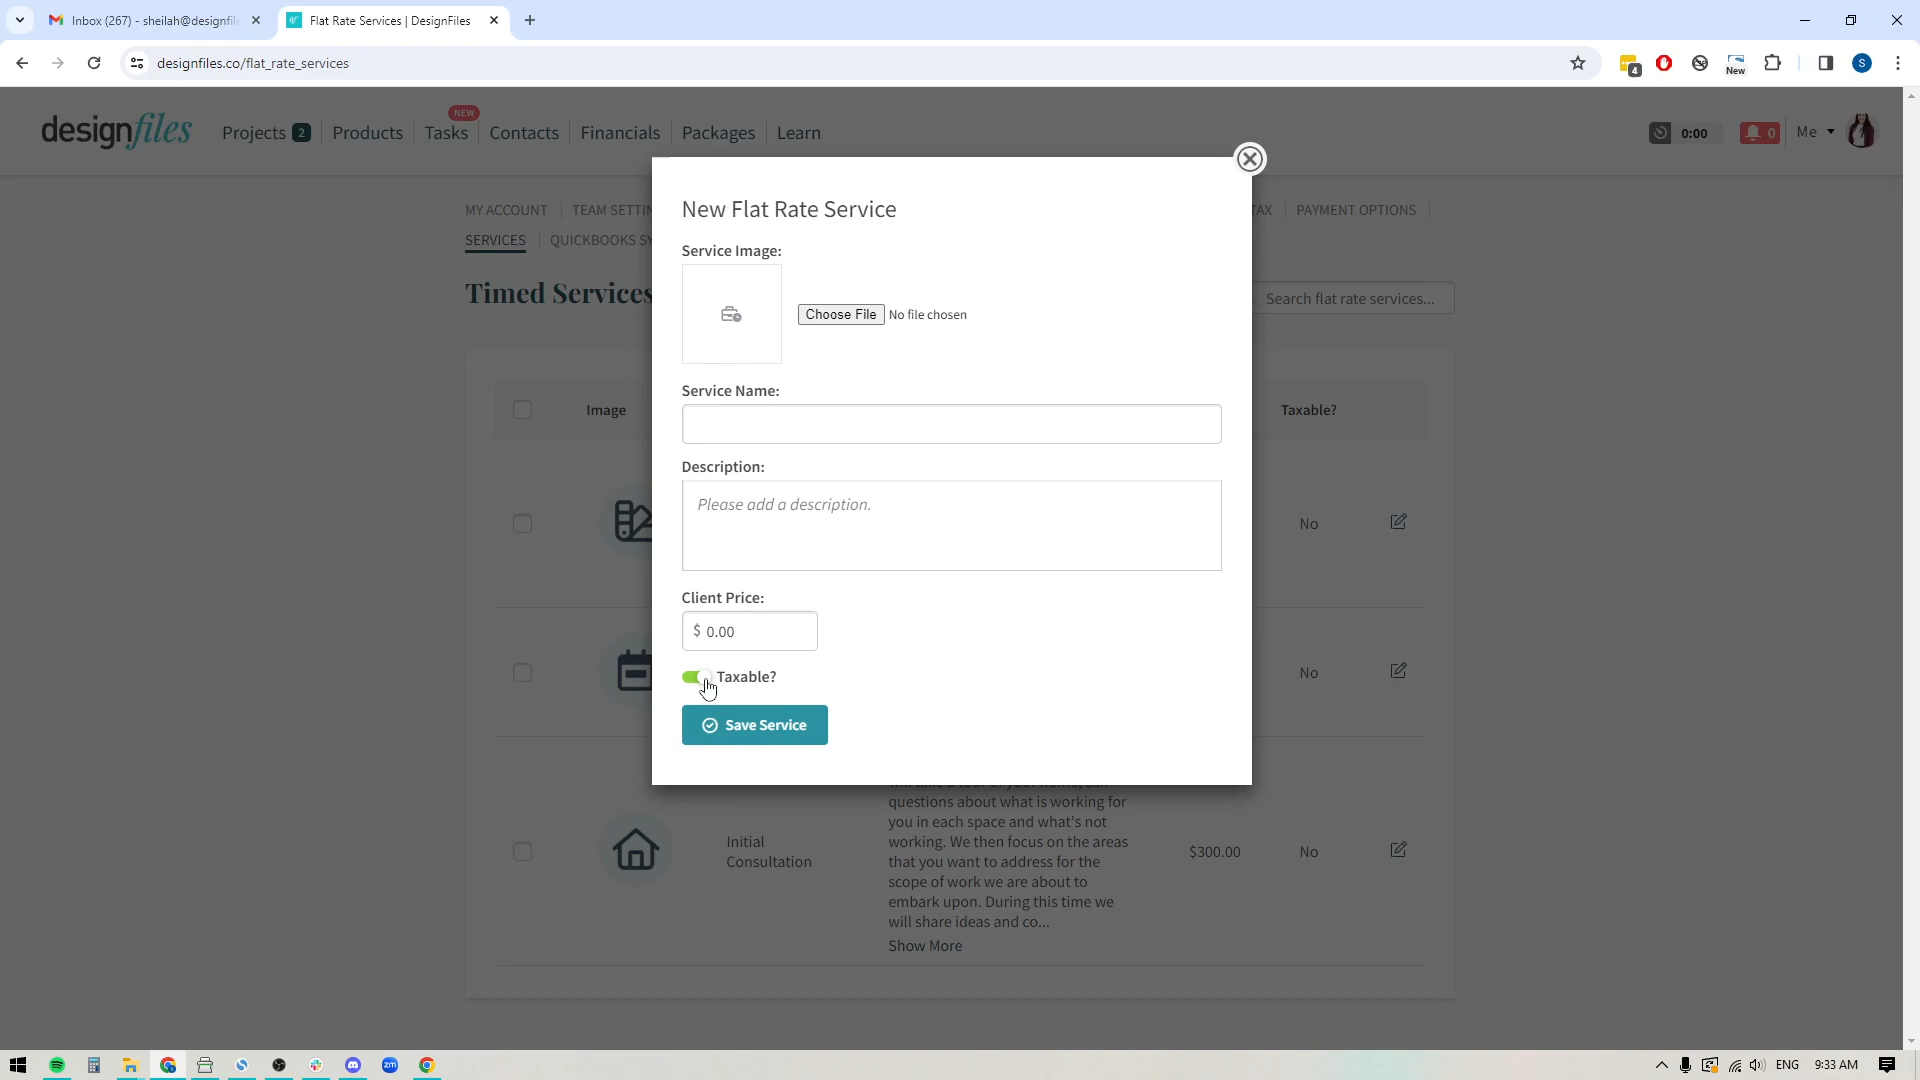 Inbox (267) - sheilah@designfil
Flat Rate Services | DesignFiles
designfiles.co/flat_rate_services
4
New
S
designfiles
Projects 2
Products
NEW
Tasks
Contacts
Financials
Packages
Learn
0:00
0
Me
MY ACCOUNT
TEAM SETTIN
TAX
PAYMENT OPTIONS
SERVICES
QUICKBOOKS SY
Timed Services
Search flat rate services...
New Flat Rate Service
Service Image:
Choose File No file chosen
Service Name:
Description:
Please add a description.
Client Price:
$ 0.00
Taxable?
Save Service
Image
Taxable?
No
No
Initial
Consultation
questions about what is working for
you in each space and what's not
working. We then focus on the areas
that you want to address for the
scope of work we are about to
embark upon. During this time we
will share ideas and co...
Show More
$300.00
No
zm
ENG
9:33 AM